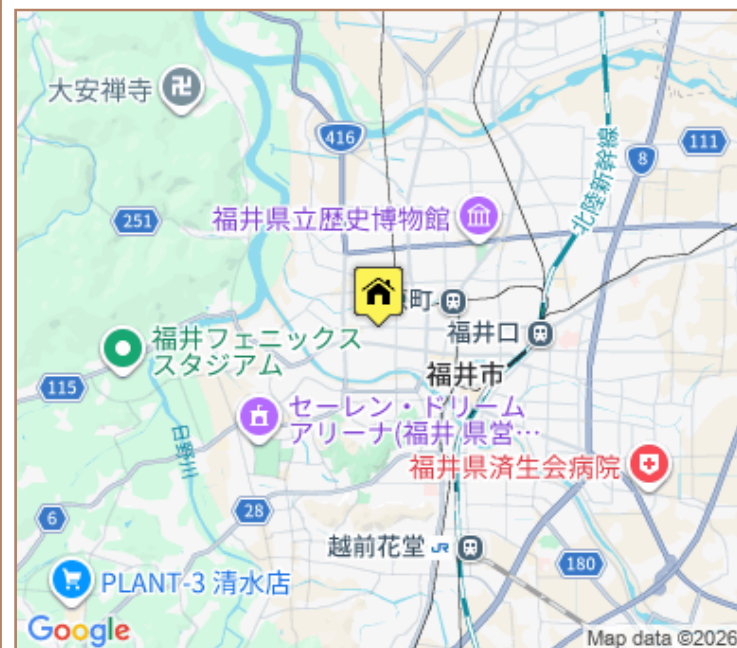 大安禅寺
416
111
8
北陸新幹線
251
福井県立歴史博物館
町
福井口
福井フェニックス
スタジアム
福井市
115
セーレン・ドリーム
アリーナ(福井 県営…
日野川
福井県済生会病院
6
28
越前花堂
JR
180
PLANT-3 清水店
Google
Map data ©2026